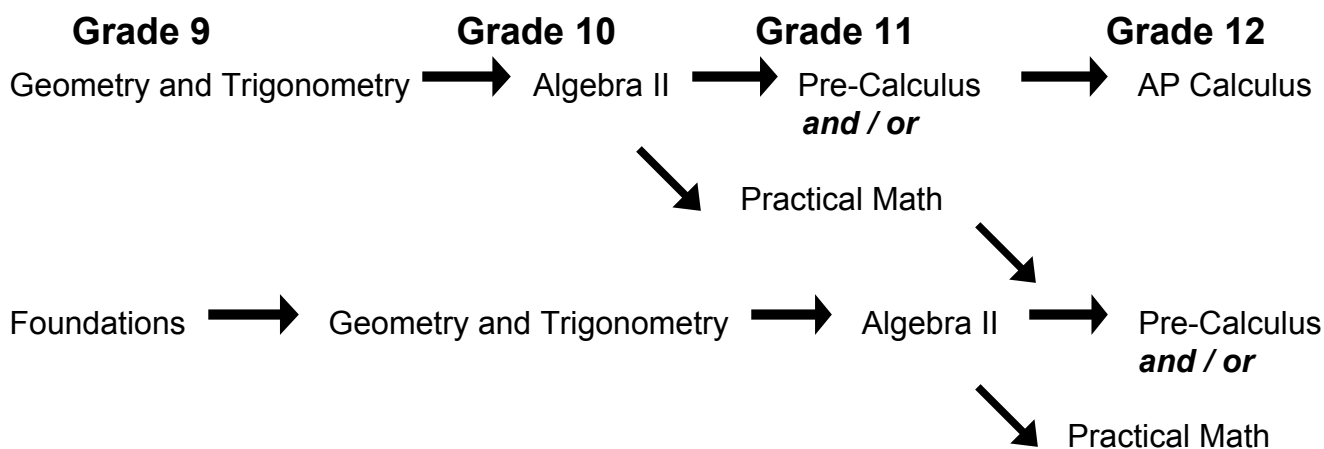 Grade 9 Grade 10 Grade 11 Grade 12
Geometry and Trigonometry Algebra II Pre-Calculus AP Calculus
and / or
Practical Math
Foundations Geometry and Trigonometry Algebra II Pre-Calculus
and / or
Practical Math